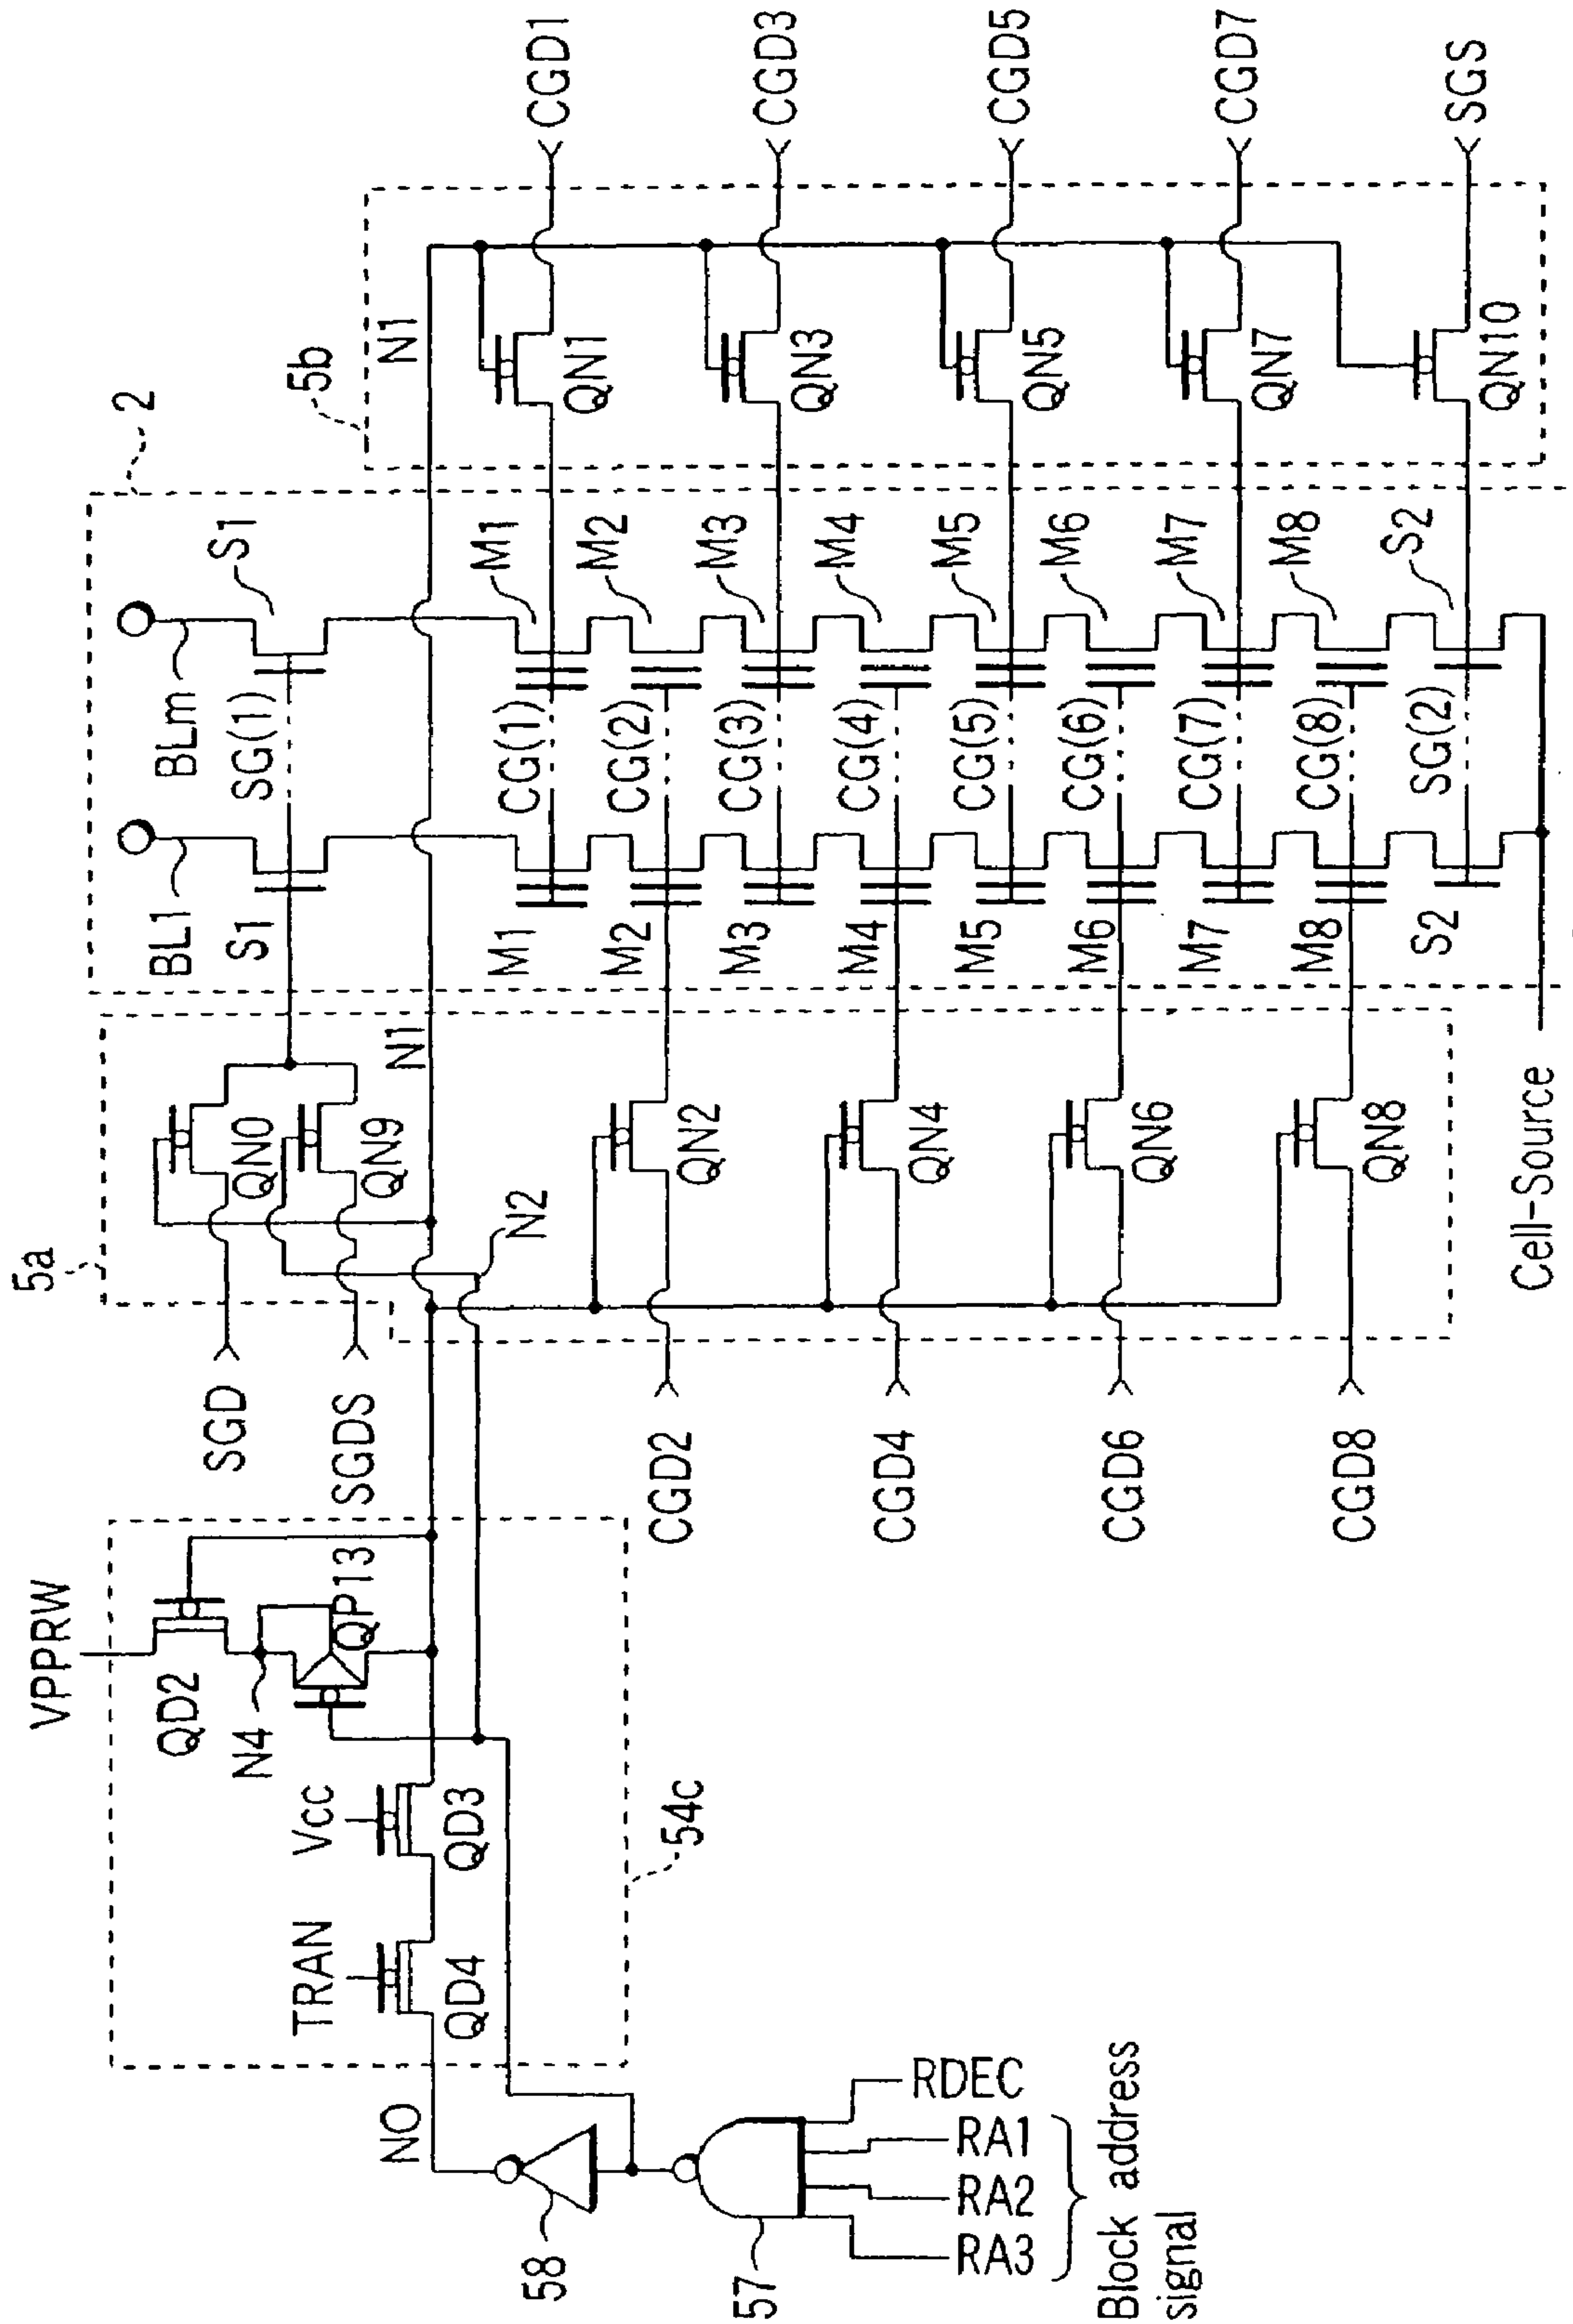 VPPRW
QD2
N4
QP13
Vcc
QD3
TRAN
QD4
54c
NO
58
57
RDEC
RA1
RA2
RA3
Block address
signal
SGD
SGDS
5a
QN0
QN9
N1
N2
QN2
QN4
QN6
QN8
CGD2
CGD4
CGD6
CGD8
Cell-Source
2
BL1
BLm
S1
SG(1)
S1
M1
CG(1)
M1
M2
CG(2)
M2
M3
CG(3)
M3
M4
CG(4)
M4
M5
CG(5)
M5
M6
CG(6)
M6
M7
CG(7)
M7
M8
CG(8)
M8
S2
SG(2)
S2
5b
N1
QN1
QN3
QN5
QN7
QN10
CGD1
CGD3
CGD5
CGD7
SGS